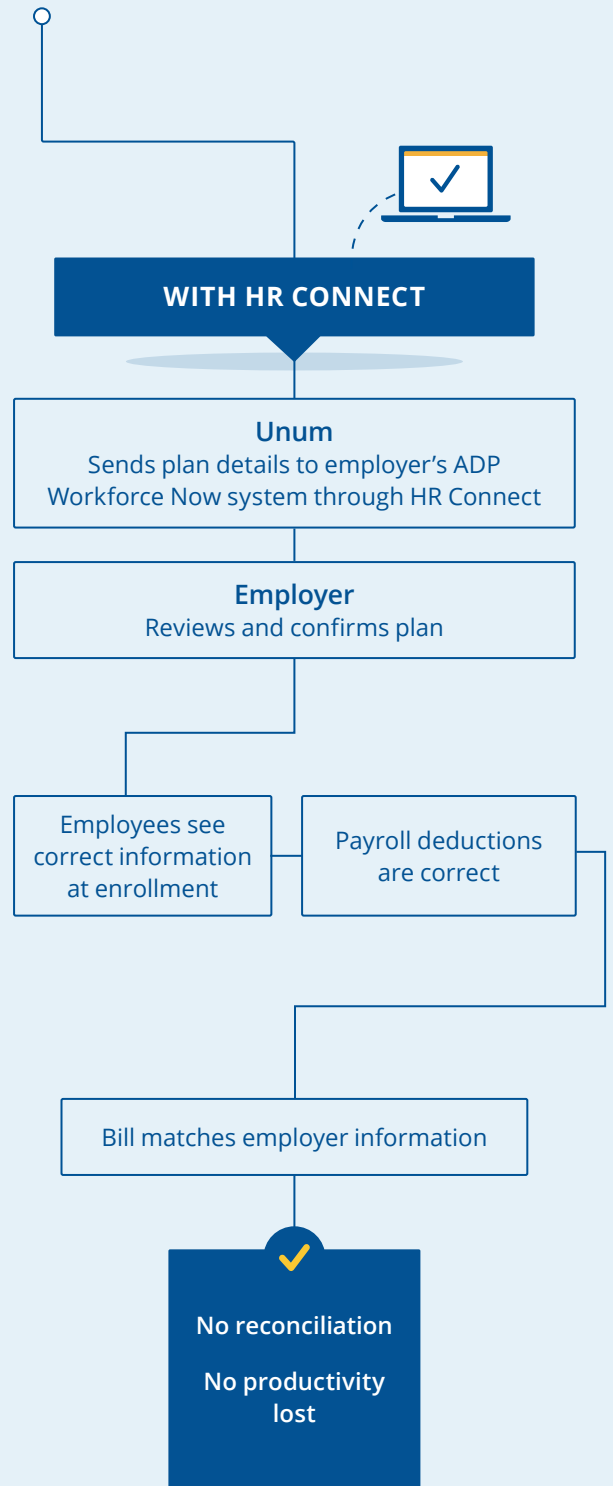 WITH HR CONNECT
Unum
Sends plan details to employer’s ADP
Workforce Now system through HR Connect
Employer
Reviews and confirms plan
Employees see
correct information
at enrollment
Payroll deductions
are correct
Bill matches employer information
No reconciliation
No productivity
lost